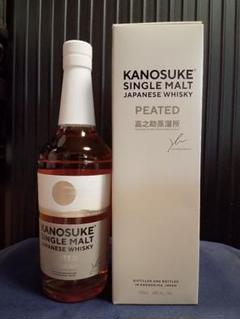 KANOSUKE
SINGLE MALT
JAPANESE WHISKY
KANOSUKE®
SINGLE MALT
JAPANESE WHISKY
PEATED
嘉之助蒸溜所
DISTILLED AND BOTTLED
IN KAGOSHIMA, JAPAN